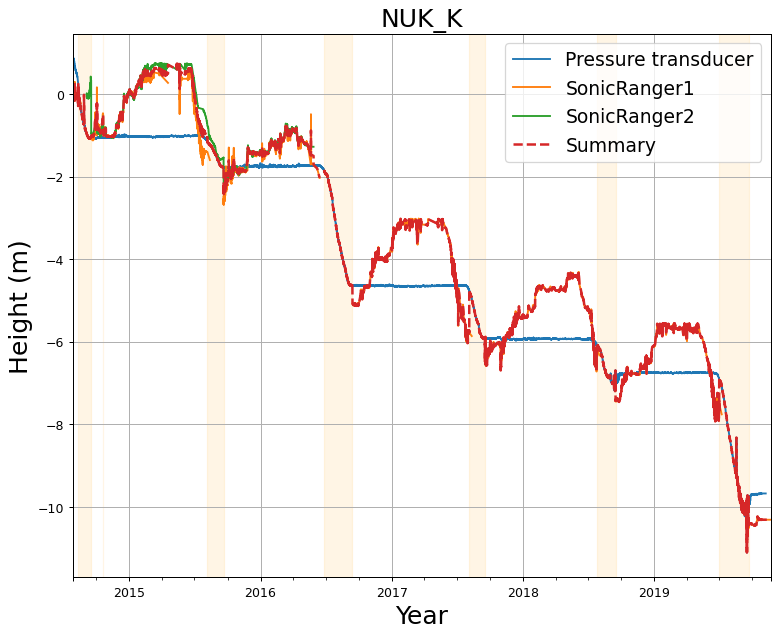 NUK_K
Pressure transducer
SonicRanger1
SonicRanger2
Summary
Height (m)
0
−2
−4
−6
−8
−10
2015 2016 2017 2018 2019
Year